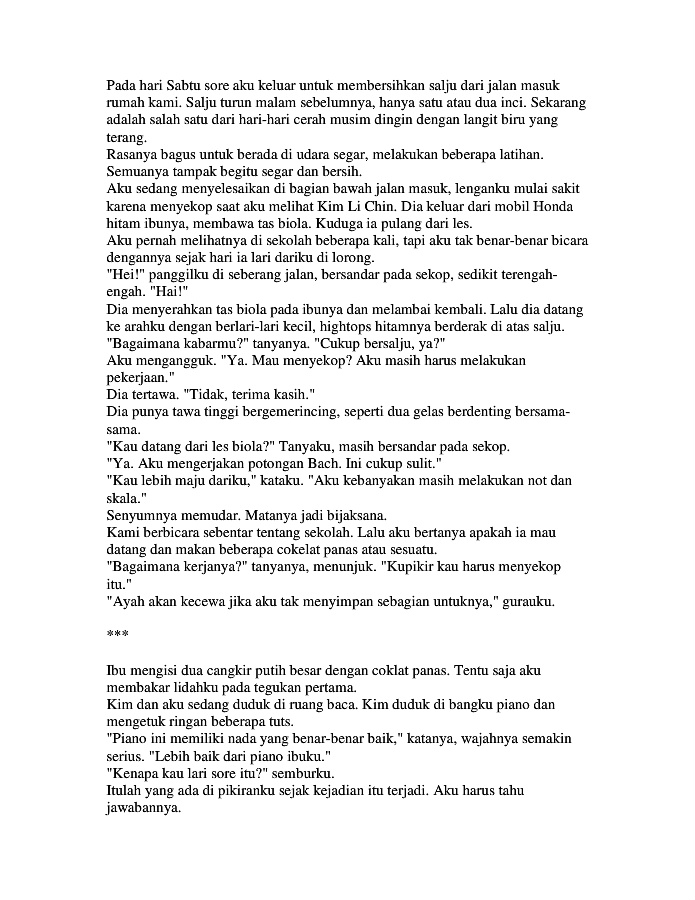 Pada hari Sabtu sore aku keluar untuk membersihkan salju dari jalan masuk
rumah kami. Salju turun malam sebelumnya, hanya satu atau dua inci. Sekarang
adalah salah satu dari hari-hari cerah musim dingin dengan langit biru yang
terang.
Rasanya bagus untuk berada di udara segar, melakukan beberapa latihan.
Semuanya tampak begitu segar dan bersih.
Aku sedang menyelesaikan di bagian bawah jalan masuk, lenganku mulai sakit
karena menyekop saat aku melihat Kim Li Chin. Dia keluar dari mobil Honda
hitam ibunya, membawa tas biola. Kuduga ia pulang dari les.
Aku pernah melihatnya di sekolah beberapa kali, tapi aku tak benar-benar bicara
dengannya sejak hari ia lari dariku di lorong.
"Hei!" panggilku di seberang jalan, bersandar pada sekop, sedikit terengah-
engah. "Hai!"
Dia menyerahkan tas biola pada ibunya dan melambai kembali. Lalu dia datang
ke arahku dengan berlari-lari kecil, hightops hitamnya berderak di atas salju.
"Bagaimana kabarmu?" tanyanya. "Cukup bersalju, ya?"
Aku mengangguk. "Ya. Mau menyekop? Aku masih harus melakukan
pekerjaan."
Dia tertawa. "Tidak, terima kasih."
Dia punya tawa tinggi bergemerincing, seperti dua gelas berdenting bersama-
sama.
"Kau datang dari les biola?" Tanyaku, masih bersandar pada sekop.
"Ya. Aku mengerjakan potongan Bach. Ini cukup sulit."
"Kau lebih maju dariku," kataku. "Aku kebanyakan masih melakukan not dan
skala."
Senyumnya memudar. Matanya jadi bijaksana.
Kami berbicara sebentar tentang sekolah. Lalu aku bertanya apakah ia mau
datang dan makan beberapa cokelat panas atau sesuatu.
"Bagaimana kerjanya?" tanyanya, menunjuk. "Kupikir kau harus menyekop
itu."
"Ayah akan kecewa jika aku tak menyimpan sebagian untuknya," gurauku.
***
Ibu mengisi dua cangkir putih besar dengan coklat panas. Tentu saja aku
membakar lidahku pada tegukan pertama.
Kim dan aku sedang duduk di ruang baca. Kim duduk di bangku piano dan
mengetuk ringan beberapa tuts.
"Piano ini memiliki nada yang benar-benar baik," katanya, wajahnya semakin
serius. "Lebih baik dari piano ibuku."
"Kenapa kau lari sore itu?" semburku.
Itulah yang ada di pikiranku sejak kejadian itu terjadi. Aku harus tahu
jawabannya.